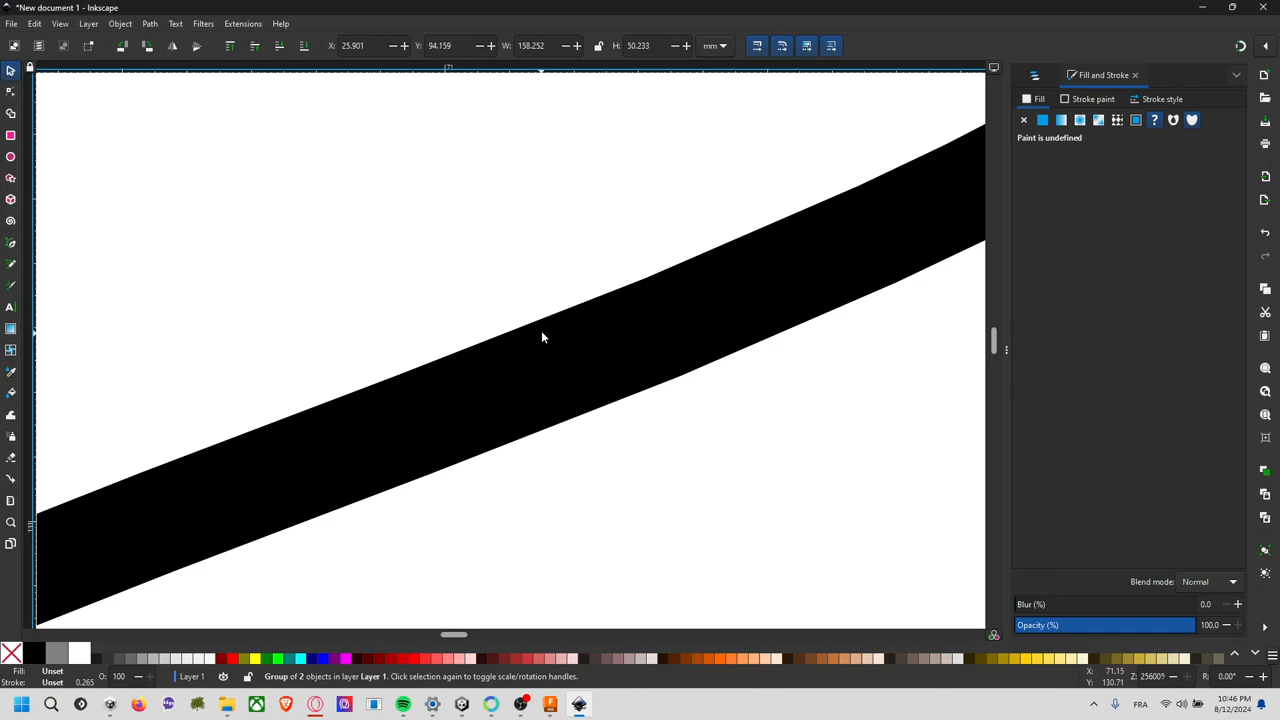 *New document 1 - Inkscape
File Edit View Layer Object Path Text Filters Extensions Help
X: 25.901 Y: 94.159 W: 158.252 H: 50.233 mm
Fill and Stroke
Fill Stroke paint Stroke style
Paint is undefined
Blend mode: Normal
Blur (%) 0.0
Opacity (%) 100.0
Fill: Unset
Stroke: Unset 0.265 O: 100 Layer 1 Group of 2 objects in layer Layer 1. Click selection again to toggle scale/rotation handles. X: 71.15 Y: 130.71 Z: 25600% R: 0.00°
FRA 10:46 PM
8/12/2024